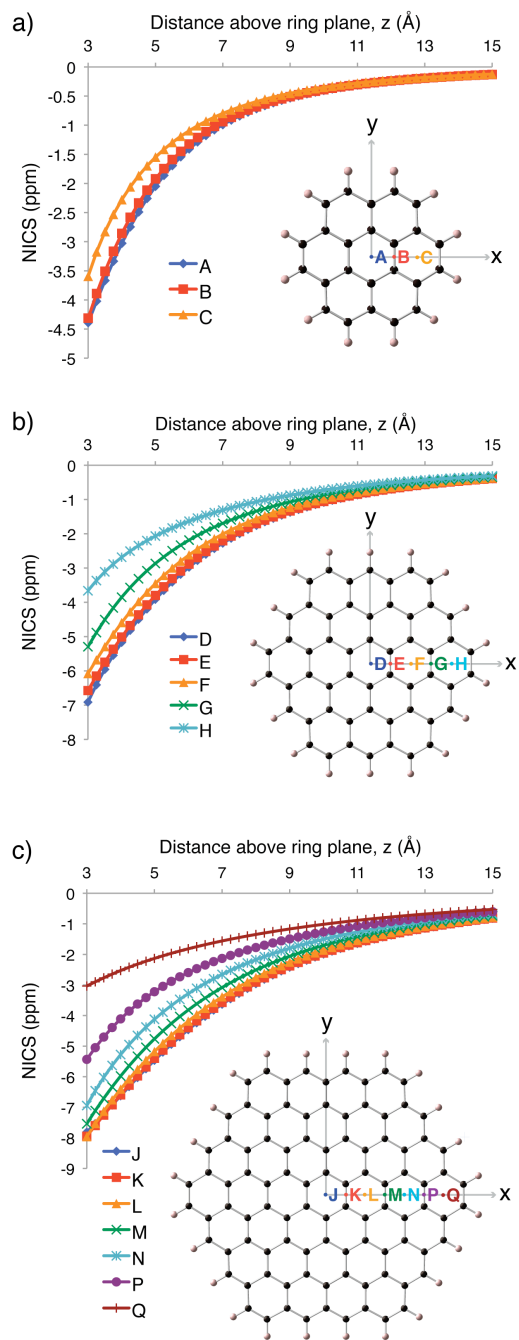 a)
Distance above ring plane, z (Å)
3 5 7 9 11 13 15
0
-0.5
-1
-1.5
-2
-2.5
-3
-3.5
-4
-4.5
-5
NICS (ppm)
A
B
C
y
A B C x
b)
Distance above ring plane, z (Å)
3 5 7 9 11 13 15
0
-1
-2
-3
-4
-5
-6
-7
-8
NICS (ppm)
D
E
F
G
H
y
D E F G H x
c)
Distance above ring plane, z (Å)
3 5 7 9 11 13 15
0
-1
-2
-3
-4
-5
-6
-7
-8
-9
NICS (ppm)
J
K
L
M
N
P
Q
y
J K L M N P Q x